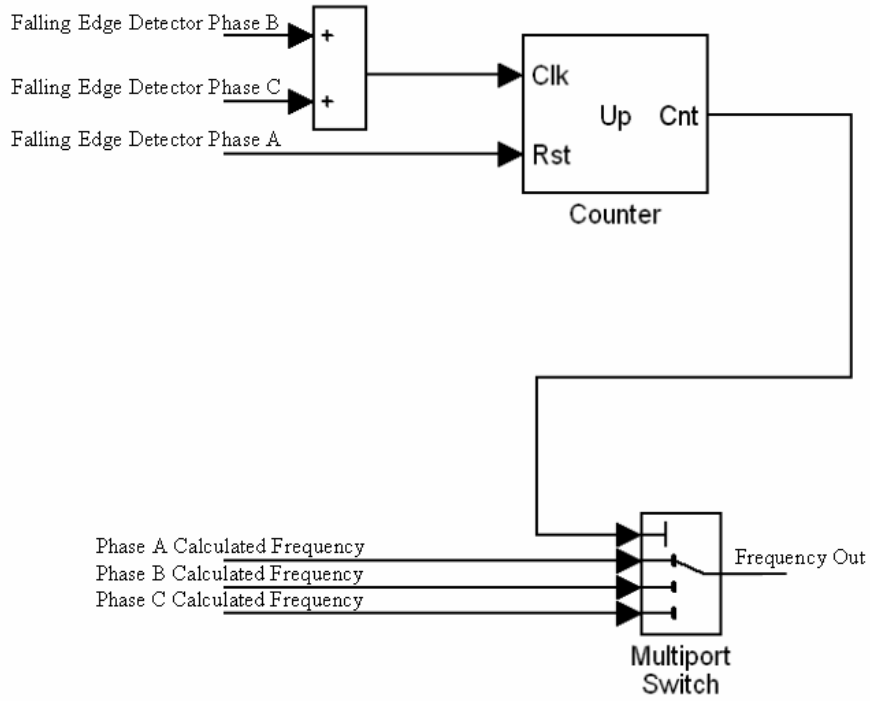 Falling Edge Detector Phase B
+
Falling Edge Detector Phase C
+
Falling Edge Detector Phase A
Clk
Up Cnt
Rst
Counter
Phase A Calculated Frequency
Phase B Calculated Frequency
Phase C Calculated Frequency
Frequency Out
Multiport
Switch